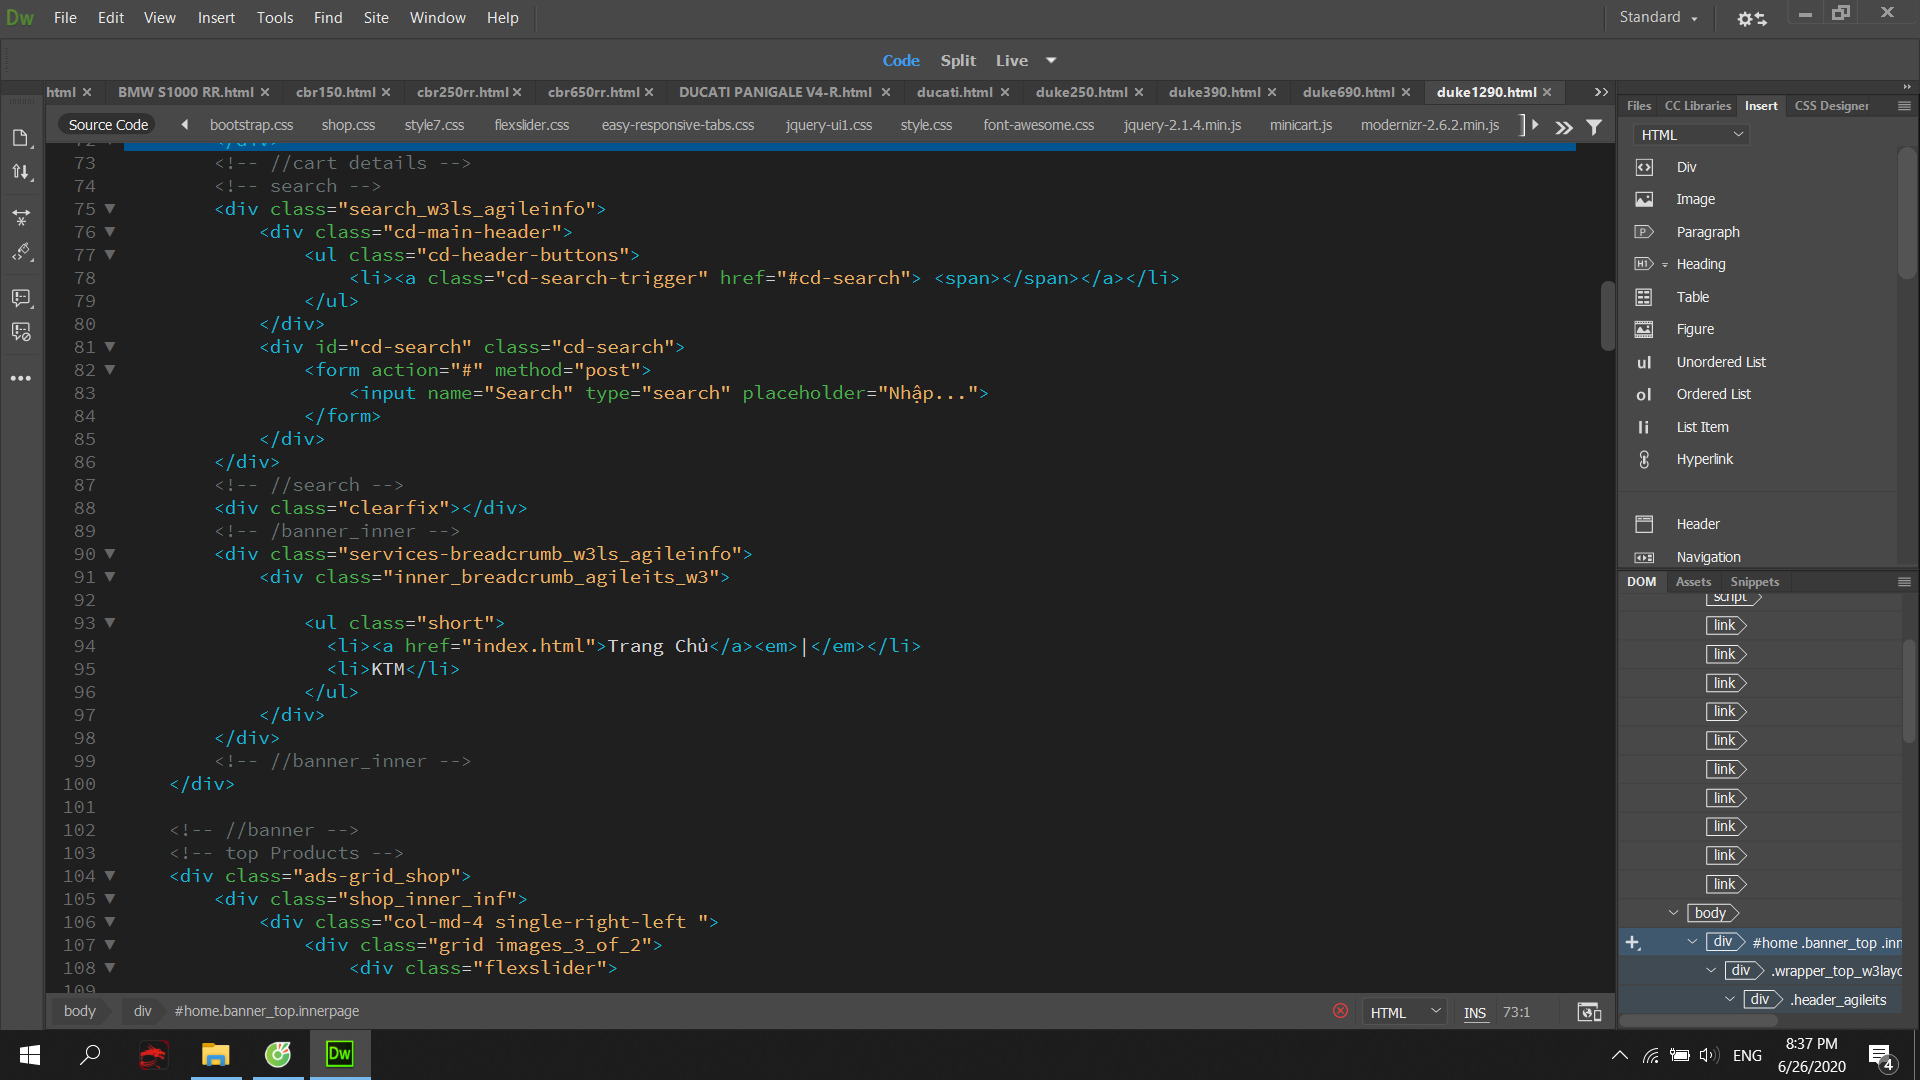 Dw File Edit View Insert Tools Find Site Window Help Standard
Code Split Live
html BMW S1000 RR.html cbr150.html cbr250rr.html cbr650rr.html DUCATI PANIGALE V4-R.html ducati.html duke250.html duke390.html duke690.html duke1290.html
Source Code bootstrap.css shop.css style7.css flexslider.css easy-responsive-tabs.css jquery-ui1.css style.css font-awesome.css jquery-2.1.4.min.js minicart.js modernizr-2.6.2.min.js
72 </div>
73 <!-- //cart details -->
74 <!-- search -->
75 <div class="search_w3ls_agileinfo">
76 <div class="cd-main-header">
77 <ul class="cd-header-buttons">
78 <li><a class="cd-search-trigger" href="#cd-search"> <span></span></a></li>
79 </ul>
80 </div>
81 <div id="cd-search" class="cd-search">
82 <form action="#" method="post">
83 <input name="Search" type="search" placeholder="Nhập...">
84 </form>
85 </div>
86 </div>
87 <!-- //search -->
88 <div class="clearfix"></div>
89 <!-- /banner_inner -->
90 <div class="services-breadcrumb_w3ls_agileinfo">
91 <div class="inner_breadcrumb_agileits_w3">
92
93 <ul class="short">
94 <li><a href="index.html">Trang Chủ</a><em>|</em></li>
95 <li>KTM</li>
96 </ul>
97 </div>
98 </div>
99 <!-- //banner_inner -->
100 </div>
101
102 <!-- //banner -->
103 <!-- top Products -->
104 <div class="ads-grid_shop">
105 <div class="shop_inner_inf">
106 <div class="col-md-4 single-right-left ">
107 <div class="grid images_3_of_2">
108 <div class="flexslider">
109
body div #home.banner_top.innerpage HTML INS 73:1
Files CC Libraries Insert CSS Designer
HTML
Div
Image
P Paragraph
H1 Heading
Table
Figure
ul Unordered List
ol Ordered List
li List Item
Hyperlink
Header
Navigation
DOM Assets Snippets
script
link
link
link
link
link
link
link
link
link
link
body
div #home .banner_top .inn
div .wrapper_top_w3layo
div .header_agileits
Dw
ENG
8:37 PM
6/26/2020
4